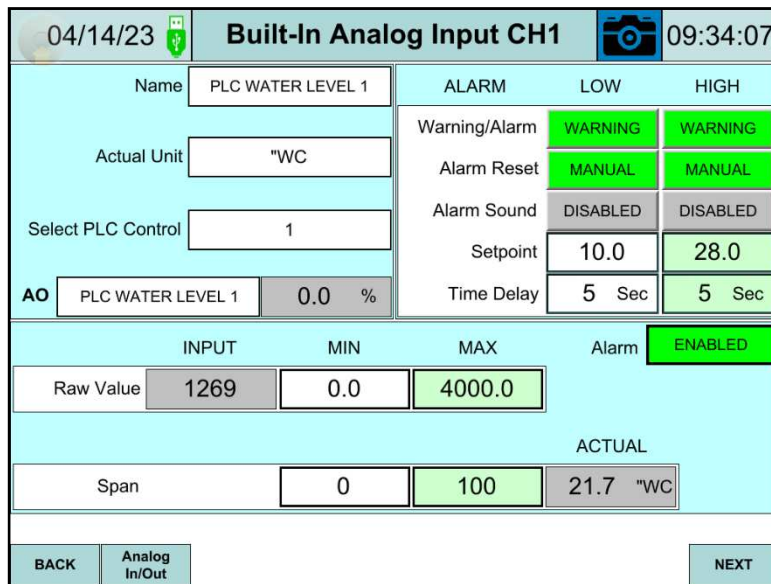 04/14/23 Built-In Analog Input CH1 09:34:07
Name PLC WATER LEVEL 1
Actual Unit "WC
Select PLC Control 1
AO PLC WATER LEVEL 1 0.0 %
ALARM LOW HIGH
Warning/Alarm WARNING WARNING
Alarm Reset MANUAL MANUAL
Alarm Sound DISABLED DISABLED
Setpoint 10.0 28.0
Time Delay 5 Sec 5 Sec
INPUT MIN MAX Alarm ENABLED
Raw Value 1269 0.0 4000.0
ACTUAL
Span 0 100 21.7 "WC
BACK Analog In/Out NEXT